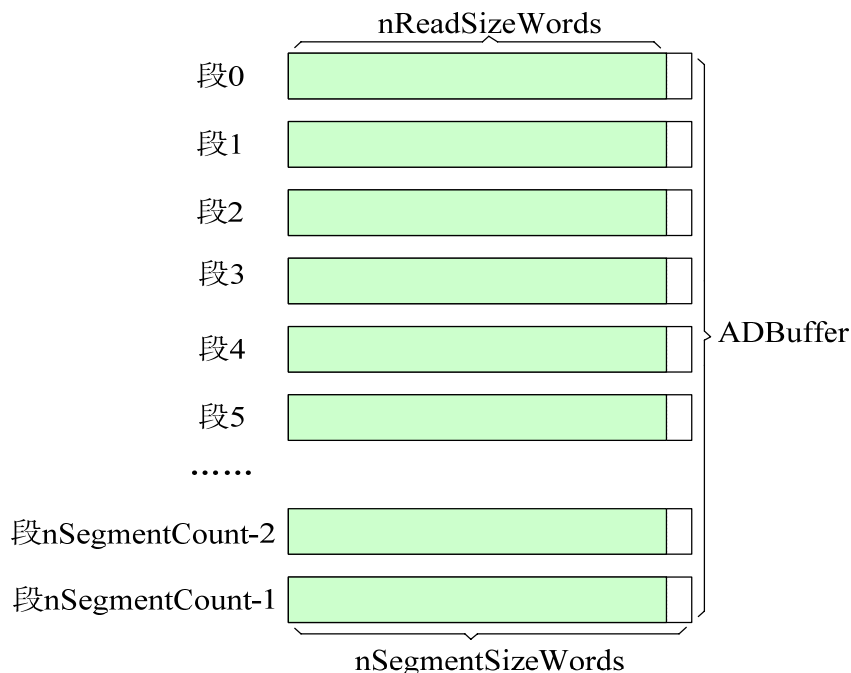 nReadSizeWords
段0
段1
段2
段3
段4
ADBuffer
段5
……
段nSegmentCount-2
段nSegmentCount-1
nSegmentSizeWords